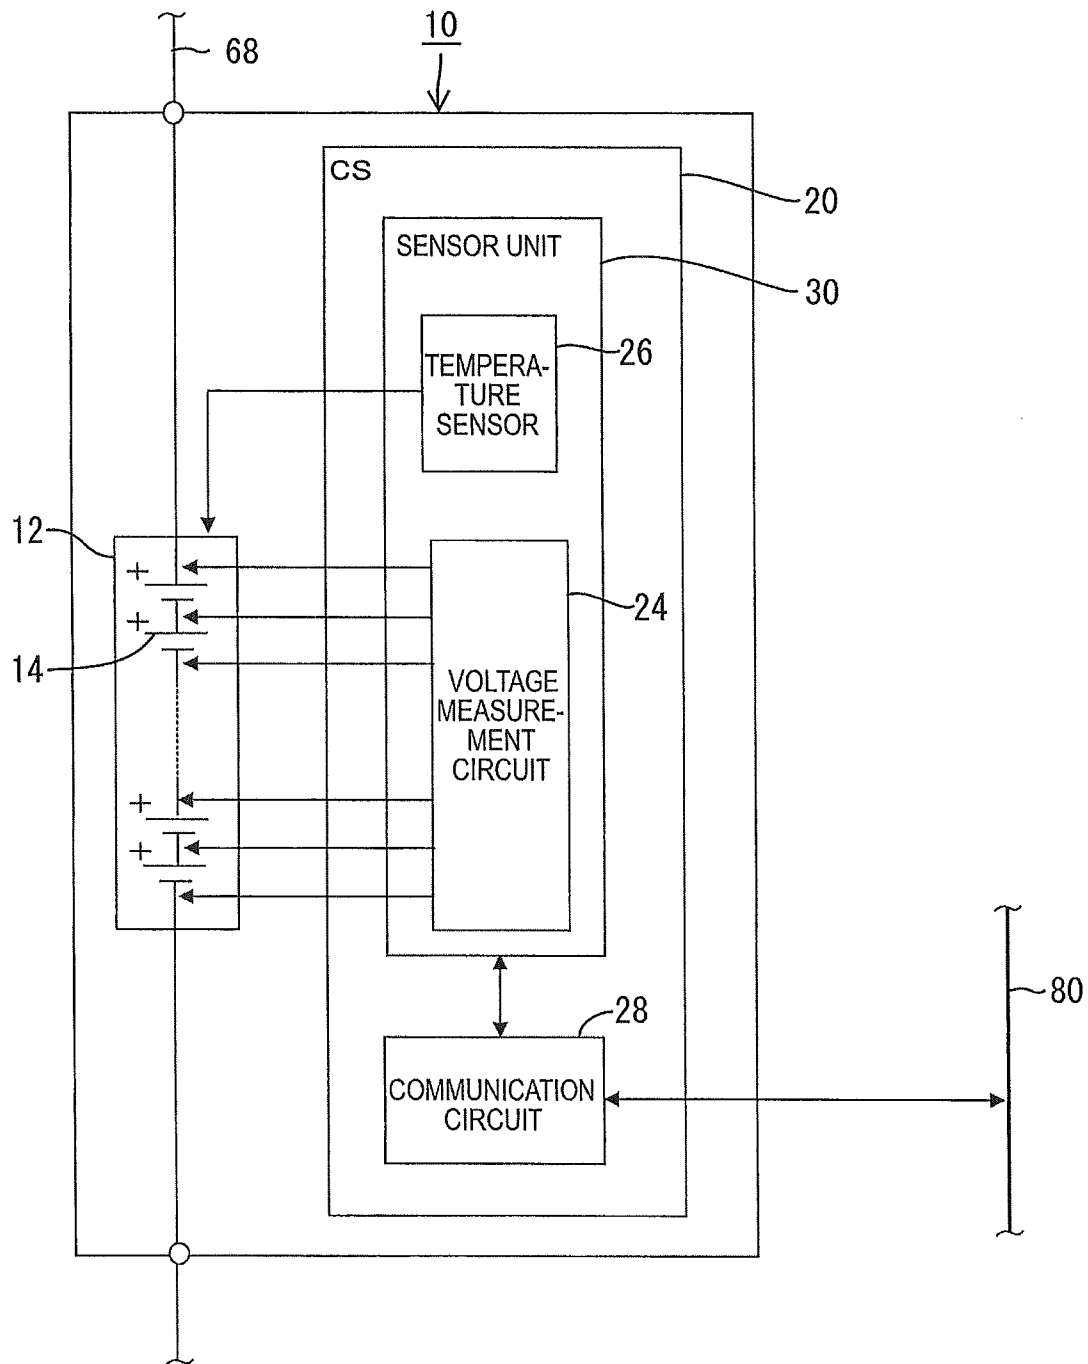 10
68
CS
20
SENSOR UNIT
30
26
TEMPERA-
TURE
SENSOR
12
+
+
24
14
VOLTAGE
MEASURE-
MENT
CIRCUIT
+
+
80
28
COMMUNICATION
CIRCUIT